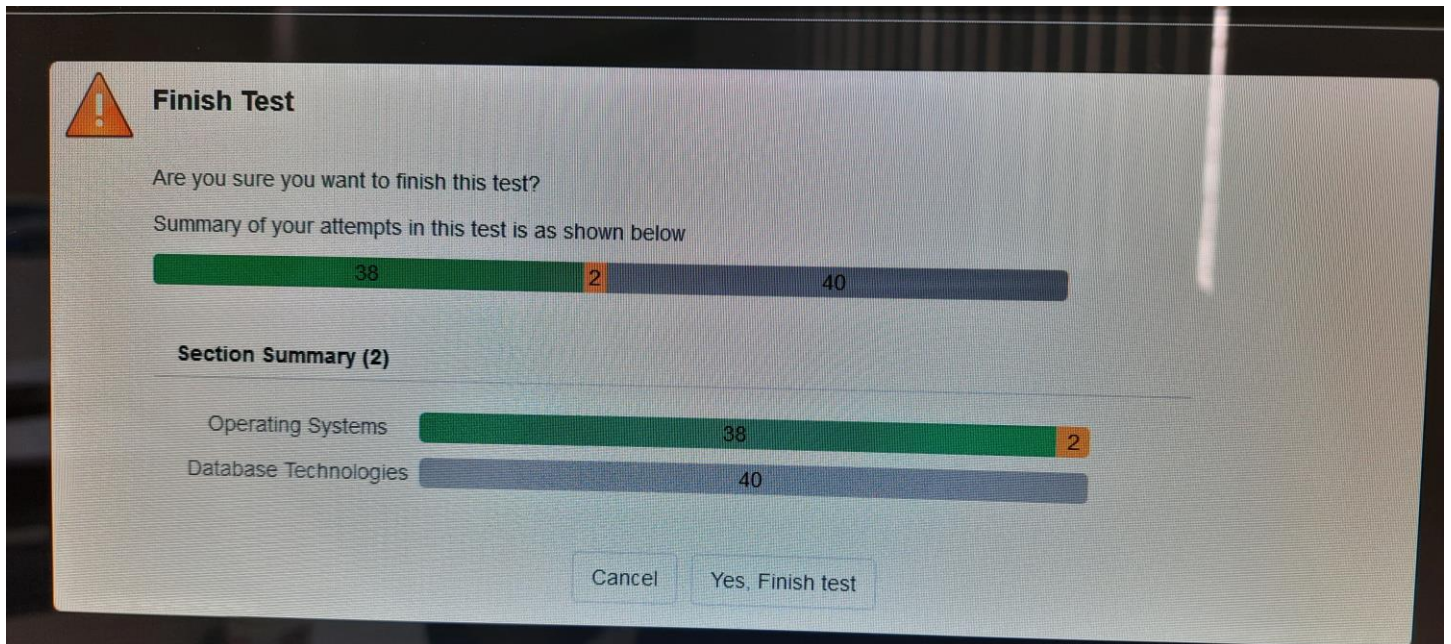 Finish Test
Are you sure you want to finish this test?
Summary of your attempts in this test is as shown below
38 2 40
Section Summary (2)
Operating Systems 38 2
Database Technologies 40
Cancel Yes, Finish test